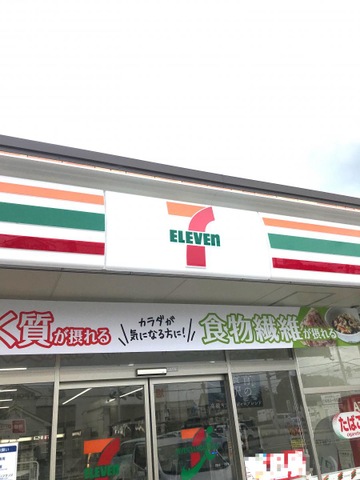 7
ELEVEn
く質が摂れる
カラダが
気になる方に!
食物繊維が摂れる
たばこ